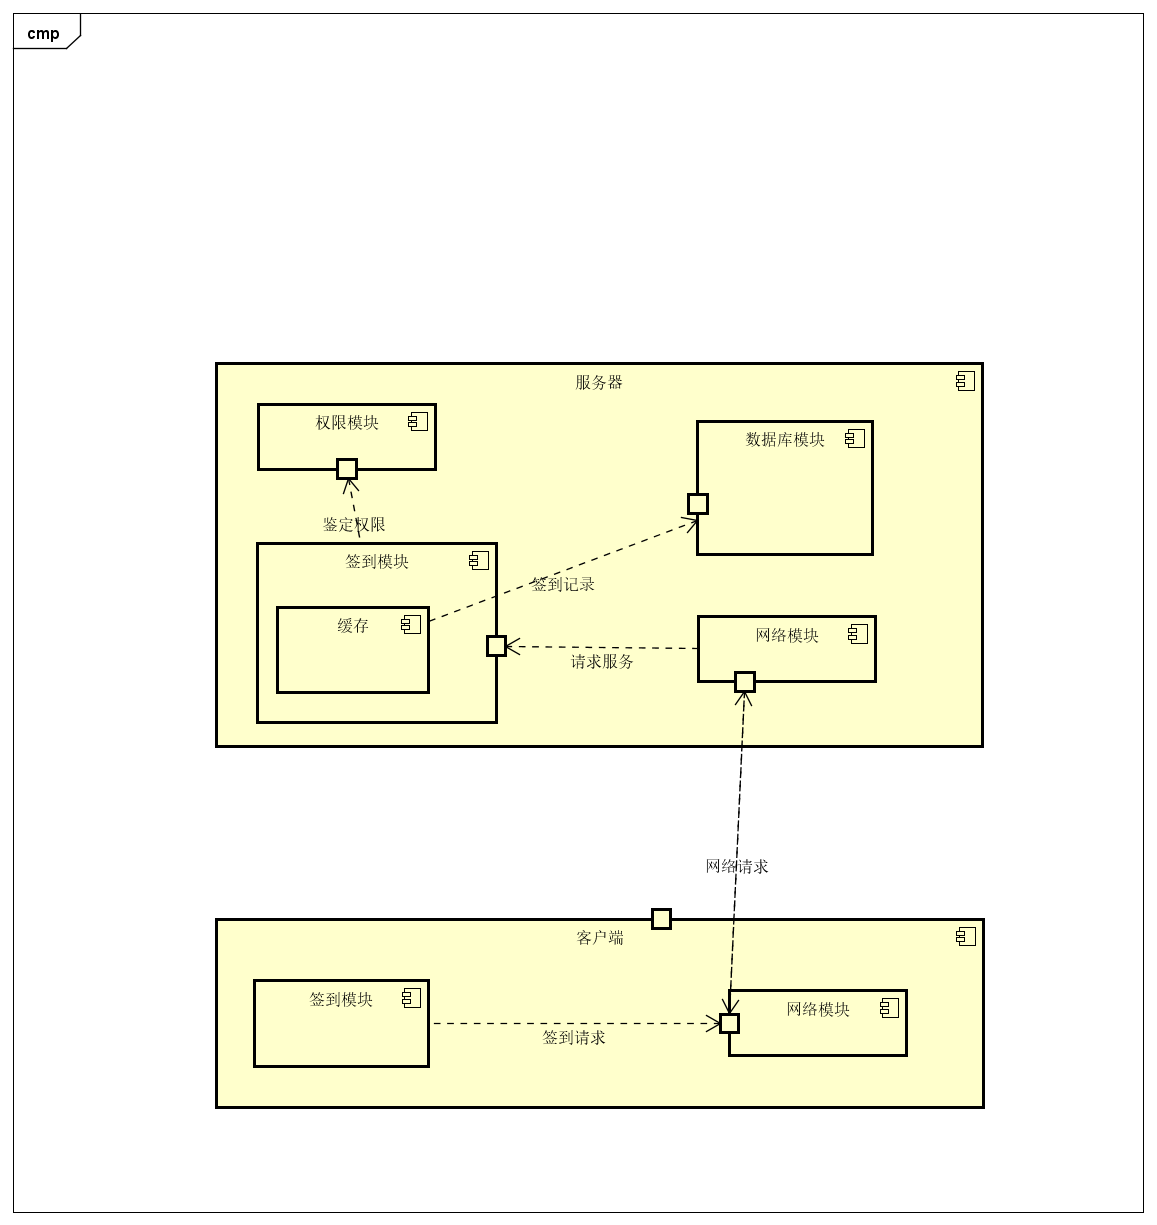 cmp
服务器
权限模块
数据库模块
鉴定权限
签到模块
签到记录
缓存
网络模块
请求服务
网络请求
客户端
签到模块
网络模块
签到请求